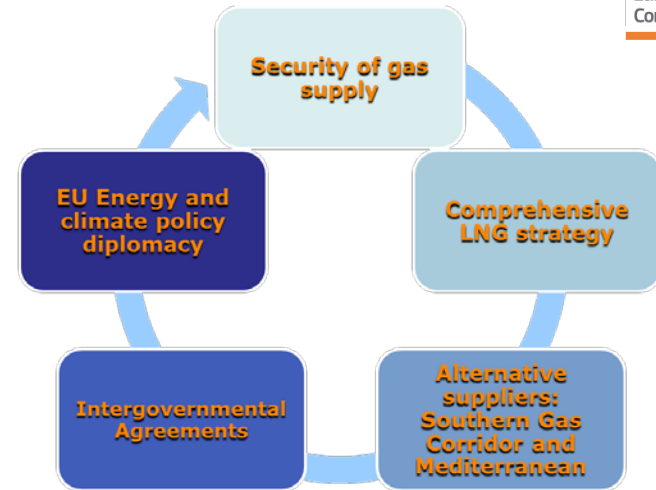 Security of gas
supply
Comprehensive
LNG strategy
Alternative
suppliers:
Southern Gas
Corridor and
Mediterranean
Intergovernmental
Agreements
EU Energy and
climate policy
diplomacy